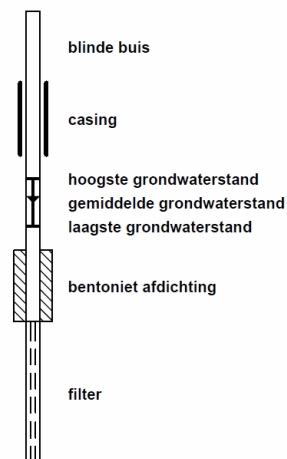 blinde buis
casing
hoogste grondwaterstand
gemiddelde grondwaterstand
laagste grondwaterstand
bentoniet afdichting
filter